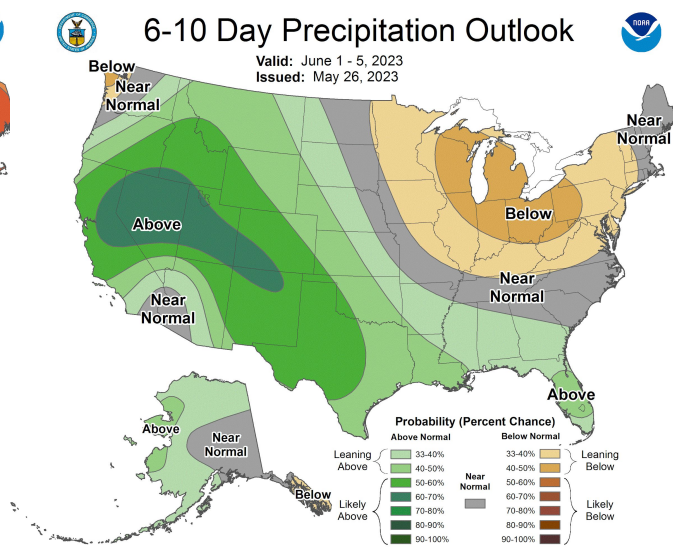 6-10 Day Precipitation Outlook
Valid: June 1 - 5, 2023
Issued: May 26, 2023
NOAA
Below
Near
Normal
Near
Normal
Above
Below
Near
Normal
Near
Normal
Above
Above
Near
Normal
Below
Probability (Percent Chance)
Above Normal
Below Normal
Leaning
Above
33-40%
40-50%
50-60%
60-70%
70-80%
80-90%
90-100%
Likely
Above
Near
Normal
33-40%
40-50%
50-60%
60-70%
70-80%
80-90%
90-100%
Leaning
Below
Likely
Below